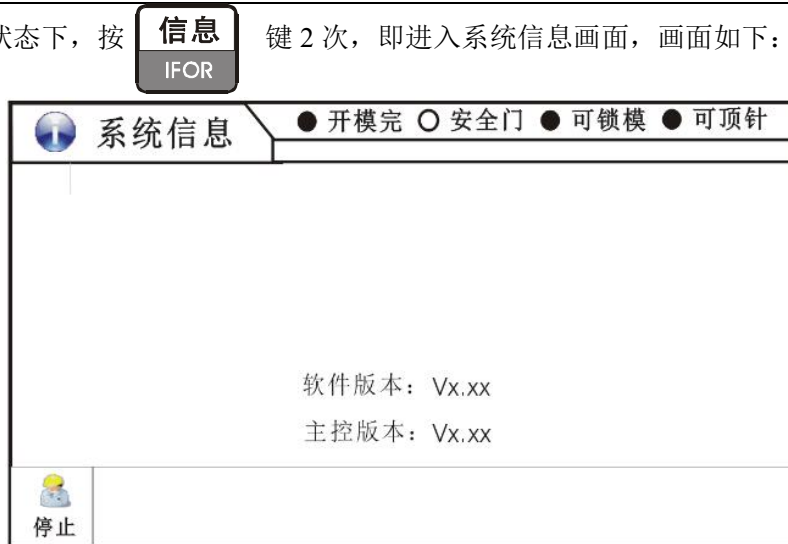 状态下，按 信息 IFOR 键 2 次，即进入系统信息画面，画面如下：
系统信息 ● 开模完 ○ 安全门 ● 可锁模 ● 可顶针
软件版本：Vx.xx
主控版本：Vx.xx
停止